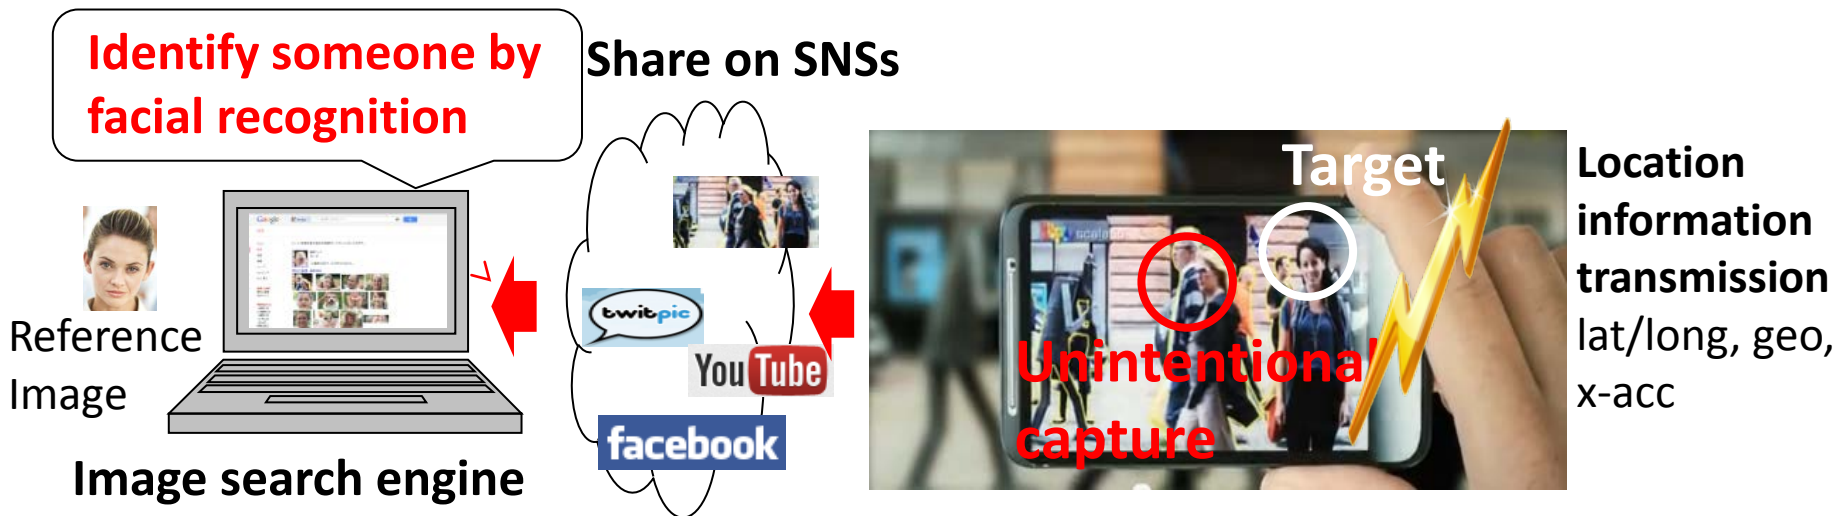 Identify someone by
facial recognition
Share on SNSs
Reference
Image
Google
Image search engine
twitpic
YouTube
facebook
Target
Unintentional
capture
Location
information
transmission
lat/long, geo,
x-acc